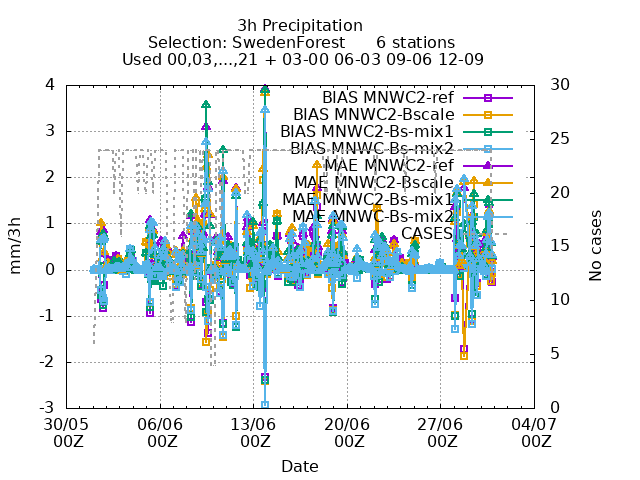 3h Precipitation
Selection: SwedenForest 6 stations
Used 00,03,...,21 + 03-00 06-03 09-06 12-09
4
3
2
1
0
-1
-2
-3
mm/3h
30
25
20
15
10
5
0
No cases
BIAS MNWC2-ref
BIAS MNWC2-Bscale
BIAS MNWC2-Bs-mix1
BIAS MNWC-Bs-mix2
MAE MNWC2-ref
MAE MNWC2-Bscale
MAE MNWC2-Bs-mix1
MAE MNWC-Bs-mix2
CASES
30/05 06/06 13/06 20/06 27/06 04/07
00Z 00Z 00Z 00Z 00Z 00Z
Date